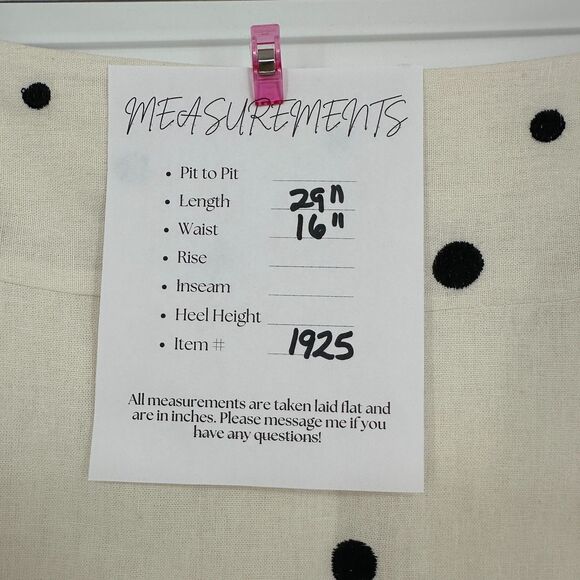 MEASUREMENTS
• Pit to Pit
• Length 29"
• Waist 16"
• Rise
• Inseam
• Heel Height
• Item # 1925
All measurements are taken laid flat and
are in inches. Please message me if you
have any questions!